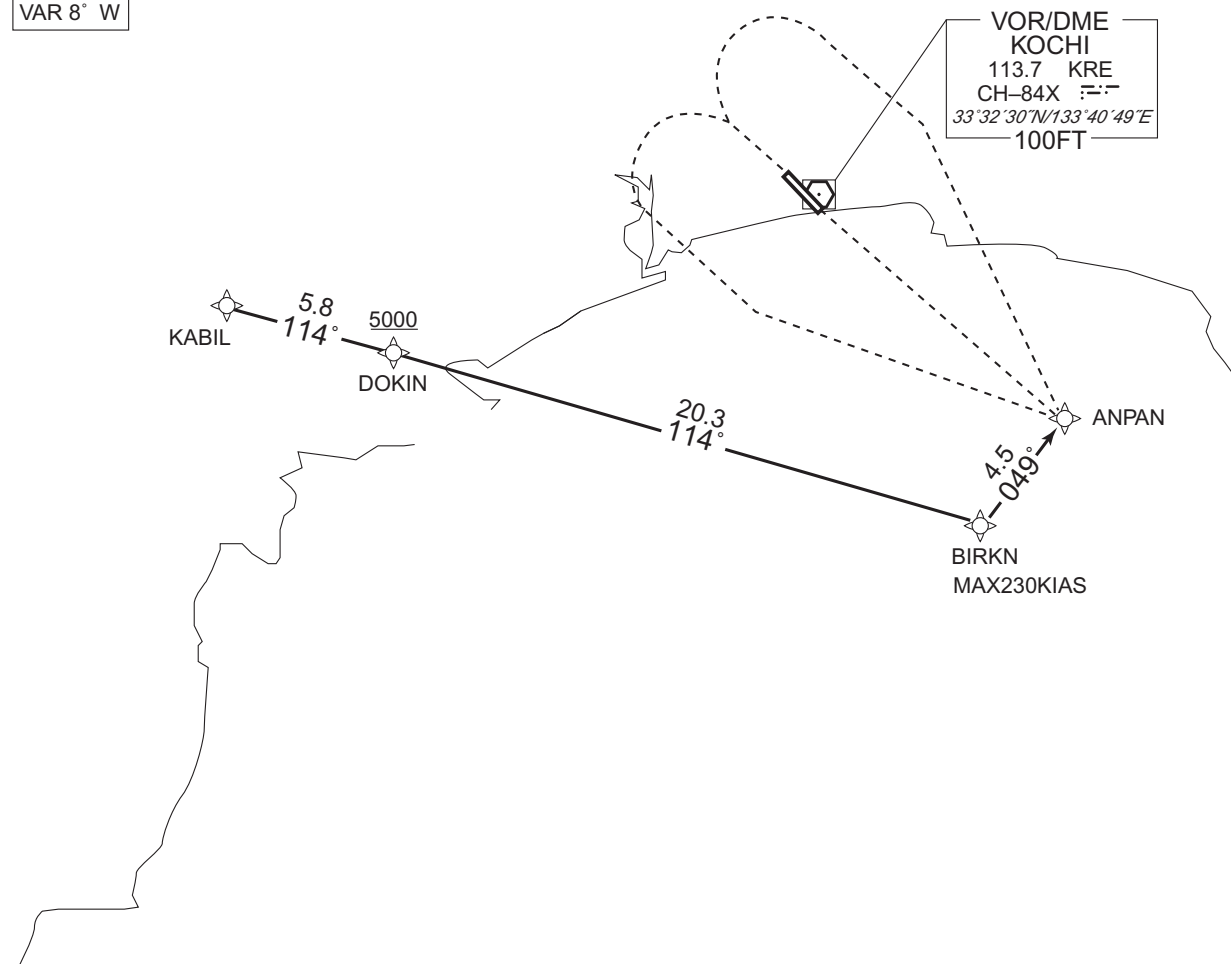 VAR 8° W
VOR/DME
KOCHI
113.7 KRE
CH–84X
33°32´30˝N/133°40´49˝E
100FT
KABIL
5.8
114°
5000
DOKIN
20.3
114°
ANPAN
4.5
049°
BIRKN
MAX230KIAS